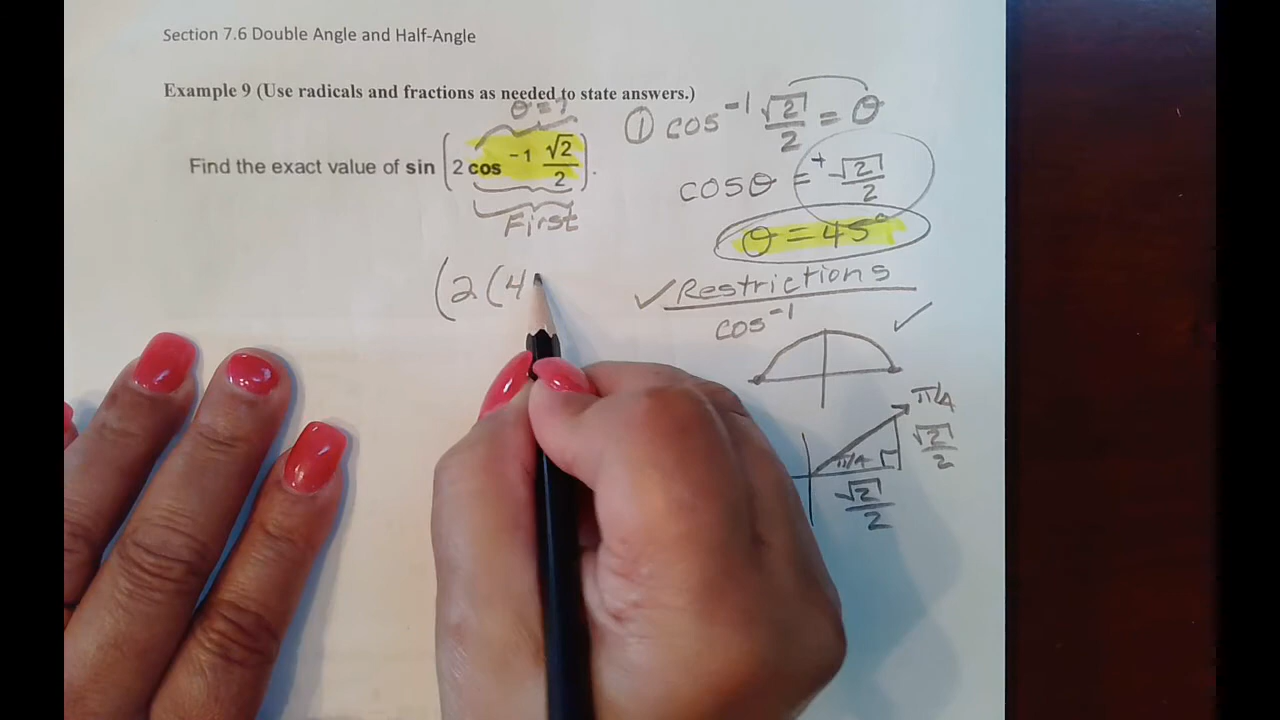 Section 7.6 Double Angle and Half-Angle
Example 9 (Use radicals and fractions as needed to state answers.)
θ = ?
Find the exact value of sin (2 cos⁻¹ √2/2).
First
(2(4
① cos⁻¹ √2/2 = θ
cosθ = +√2/2
θ = 45°
✓ Restrictions
cos⁻¹
✓
π/4
√2/2
π/4
√2/2